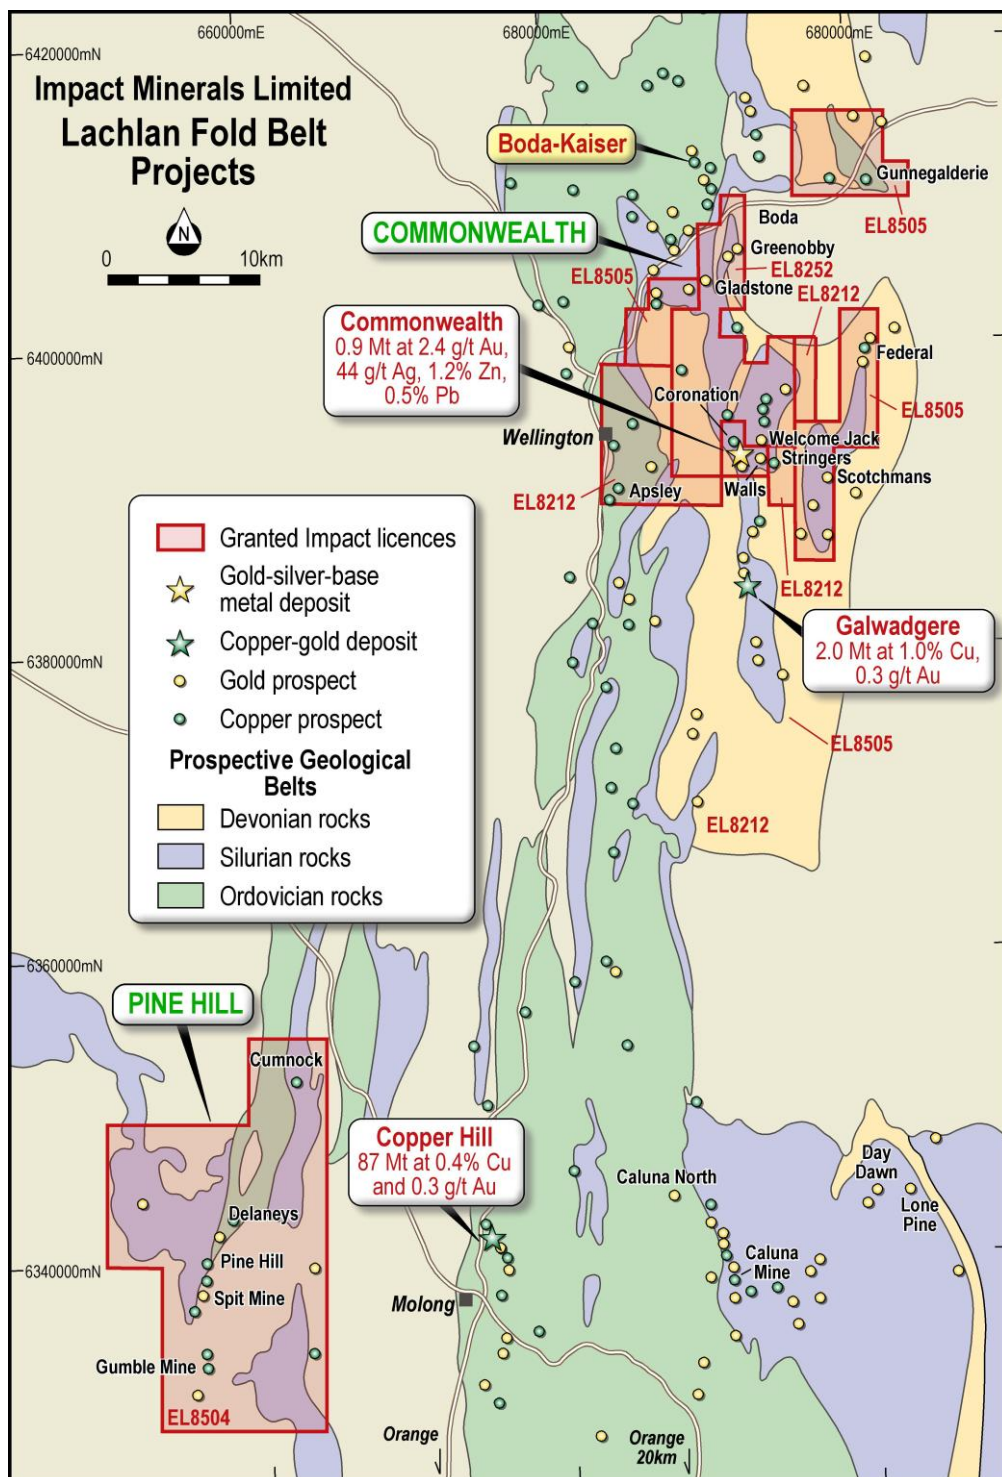 660000mE
680000mE
680000mE
6420000mN
Impact Minerals Limited
Lachlan Fold Belt
Projects
N
0
10km
Boda-Kaiser
Gunnegalderie
EL8505
COMMONWEALTH
Boda
Greenobby
EL8505
EL8252
Gladstone
EL8212
Commonwealth
0.9 Mt at 2.4 g/t Au,
44 g/t Ag, 1.2% Zn,
0.5% Pb
6400000mN
Federal
Coronation
EL8505
Wellington
Welcome Jack
Stringers
Scotchmans
EL8212
Apsley
Walls
EL8212
Granted Impact licences
Gold-silver-base
metal deposit
Copper-gold deposit
Gold prospect
Copper prospect
Prospective Geological
Belts
Devonian rocks
Silurian rocks
Ordovician rocks
Galwadgere
2.0 Mt at 1.0% Cu,
0.3 g/t Au
6380000mN
EL8505
EL8212
6360000mN
PINE HILL
Cumnock
Copper Hill
87 Mt at 0.4% Cu
and 0.3 g/t Au
Caluna North
Day
Dawn
Lone
Pine
Delaneys
Pine Hill
Caluna
Mine
6340000mN
Spit Mine
Molong
Gumble Mine
EL8504
Orange
Orange
20km